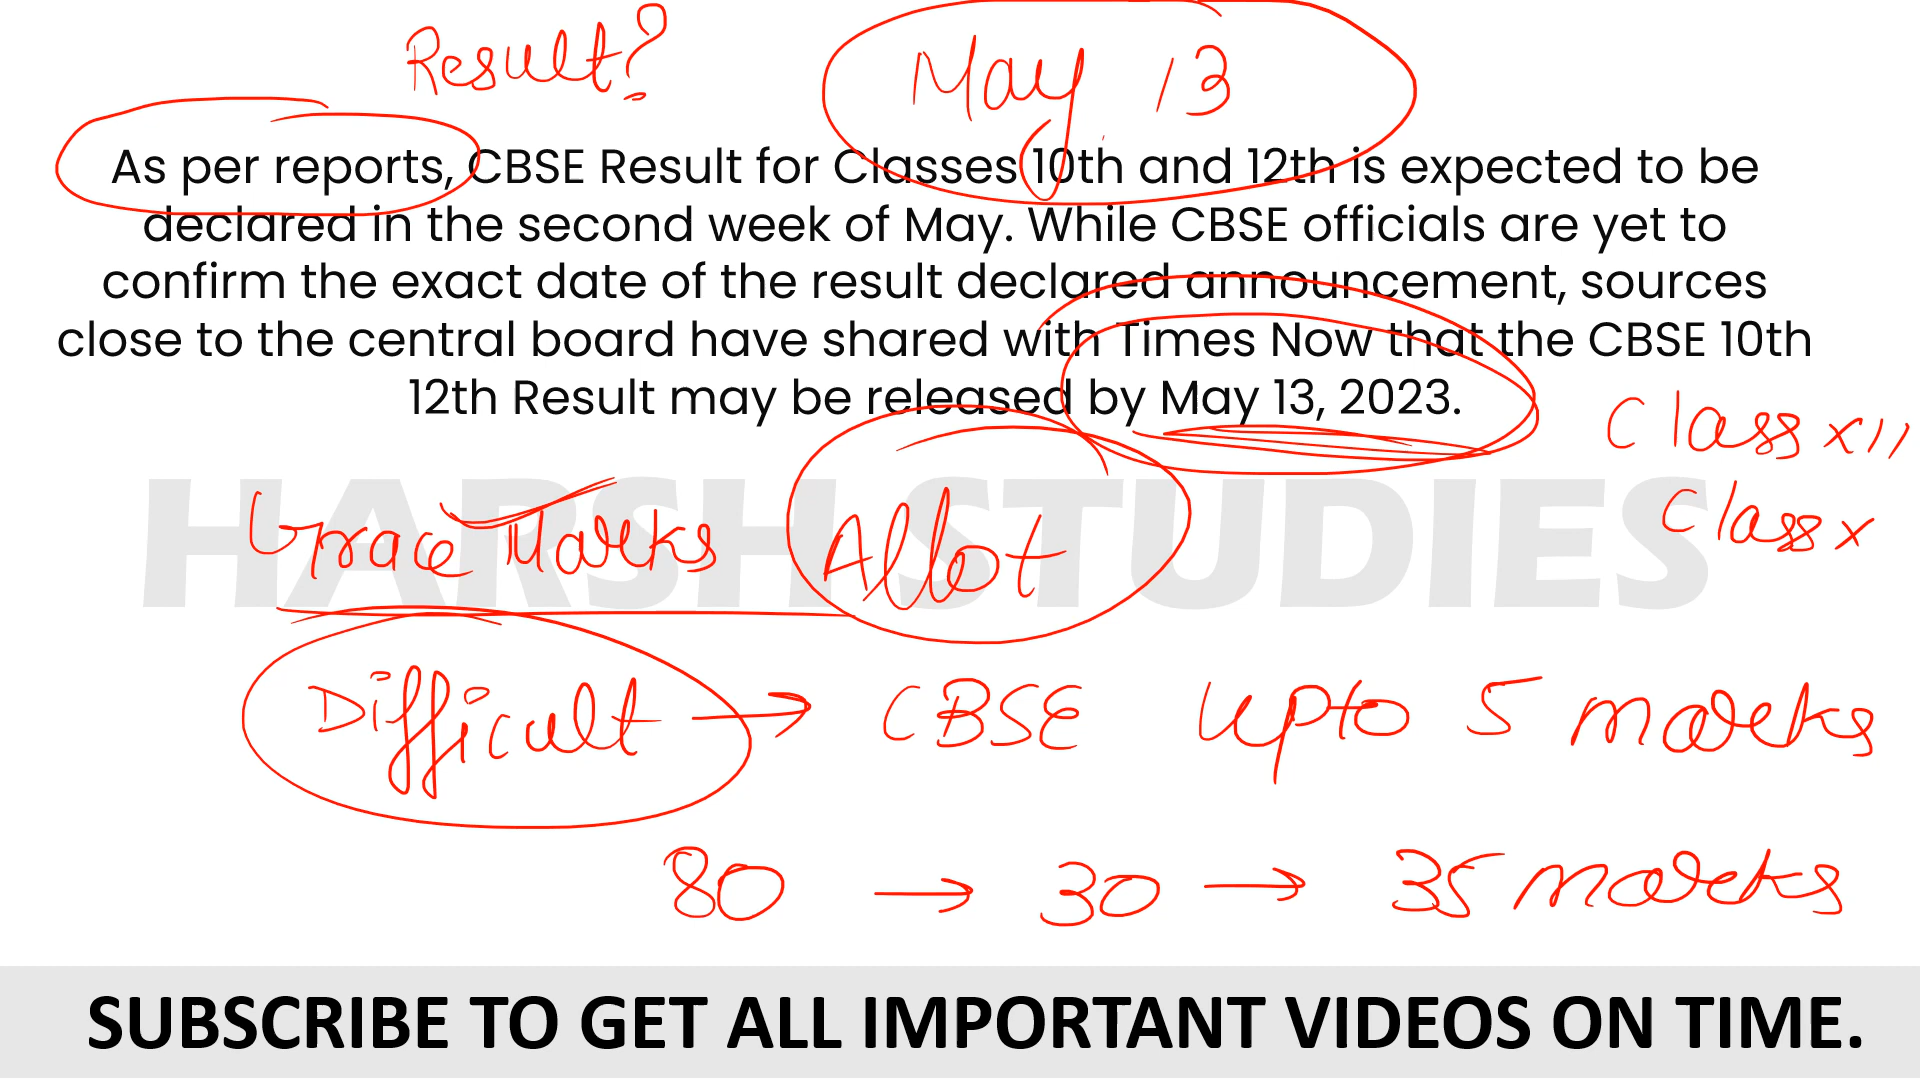 Result? May 13
As per reports, CBSE Result for Classes 10th and 12th is expected to be
declared in the second week of May. While CBSE officials are yet to
confirm the exact date of the result declared announcement, sources
close to the central board have shared with Times Now that the CBSE 10th
12th Result may be released by May 13, 2023.
Class XII
Class X
HARSH STUDIES
Grace Marks Allot
Difficult → CBSE Upto 5 marks
80 → 30 → 35 marks
SUBSCRIBE TO GET ALL IMPORTANT VIDEOS ON TIME.